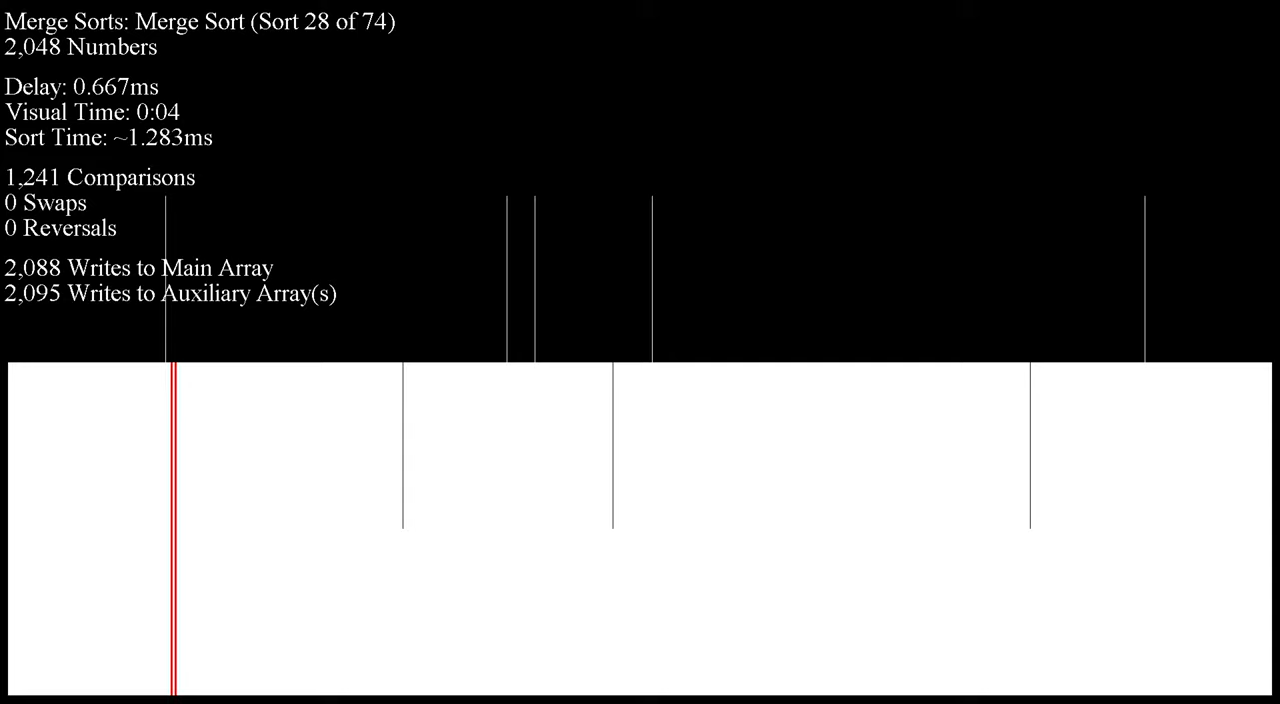 Merge Sorts: Merge Sort (Sort 28 of 74)
2,048 Numbers
Delay: 0.667ms
Visual Time: 0:04
Sort Time: ~1.283ms
1,241 Comparisons
0 Swaps
0 Reversals
2,088 Writes to Main Array
2,095 Writes to Auxiliary Array(s)